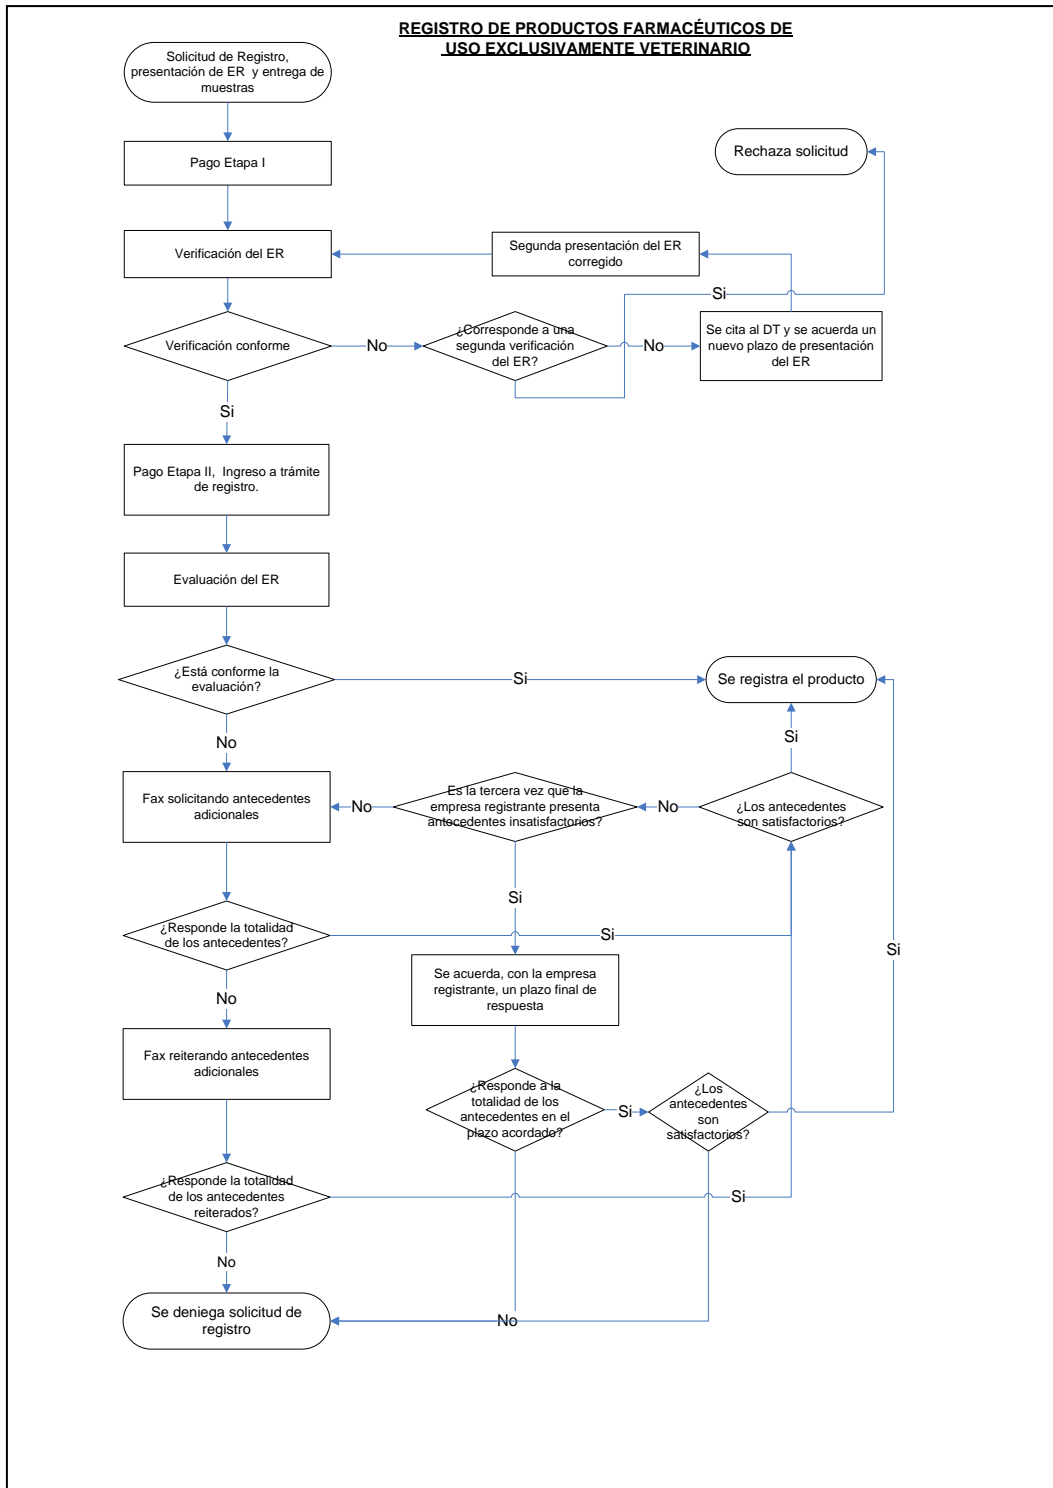 REGISTRO DE PRODUCTOS FARMACÉUTICOS DE
USO EXCLUSIVAMENTE VETERINARIO
Solicitud de Registro,
presentación de ER y entrega de
muestras
Pago Etapa I
Rechaza solicitud
Verificación del ER
Segunda presentación del ER
corregido
Si
Verificación conforme
No
¿Corresponde a una
segunda verificación
del ER?
No
Se cita al DT y se acuerda un
nuevo plazo de presentación
del ER
Si
Pago Etapa II, Ingreso a trámite
de registro.
Evaluación del ER
¿Está conforme la
evaluación?
Si
Se registra el producto
No
Si
Fax solicitando antecedentes
adicionales
No
Es la tercera vez que la
empresa registrante presenta
antocedentes insatisfactorios?
No
¿Los antecedentes
son satisfactorios?
Si
¿Responde la totalidad
de los antecedentes?
Si
Si
No
Se acuerda, con la empresa
registrante, un plazo final de
respuesta
Fax reiterando antecedentes
adicionales
¿Responde a la
totalidad de los
antecedentes en el
plazo acordado?
Si
¿Los
antecedentes
son
satisfactorios?
¿Responde la totalidad
de los antecedentes
reiterados?
Si
No
Se deniega solicitud de
registro
No